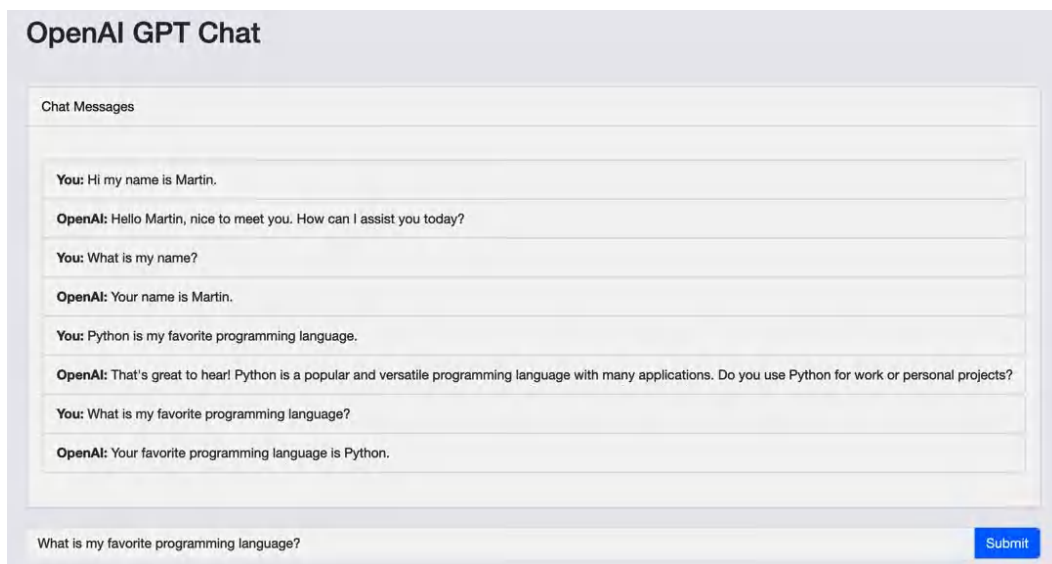 OpenAI GPT Chat
Chat Messages
You: Hi my name is Martin.
OpenAI: Hello Martin, nice to meet you. How can I assist you today?
You: What is my name?
OpenAI: Your name is Martin.
You: Python is my favorite programming language.
OpenAI: That's great to hear! Python is a popular and versatile programming language with many applications. Do you use Python for work or personal projects?
You: What is my favorite programming language?
OpenAI: Your favorite programming language is Python.
What is my favorite programming language?
Submit